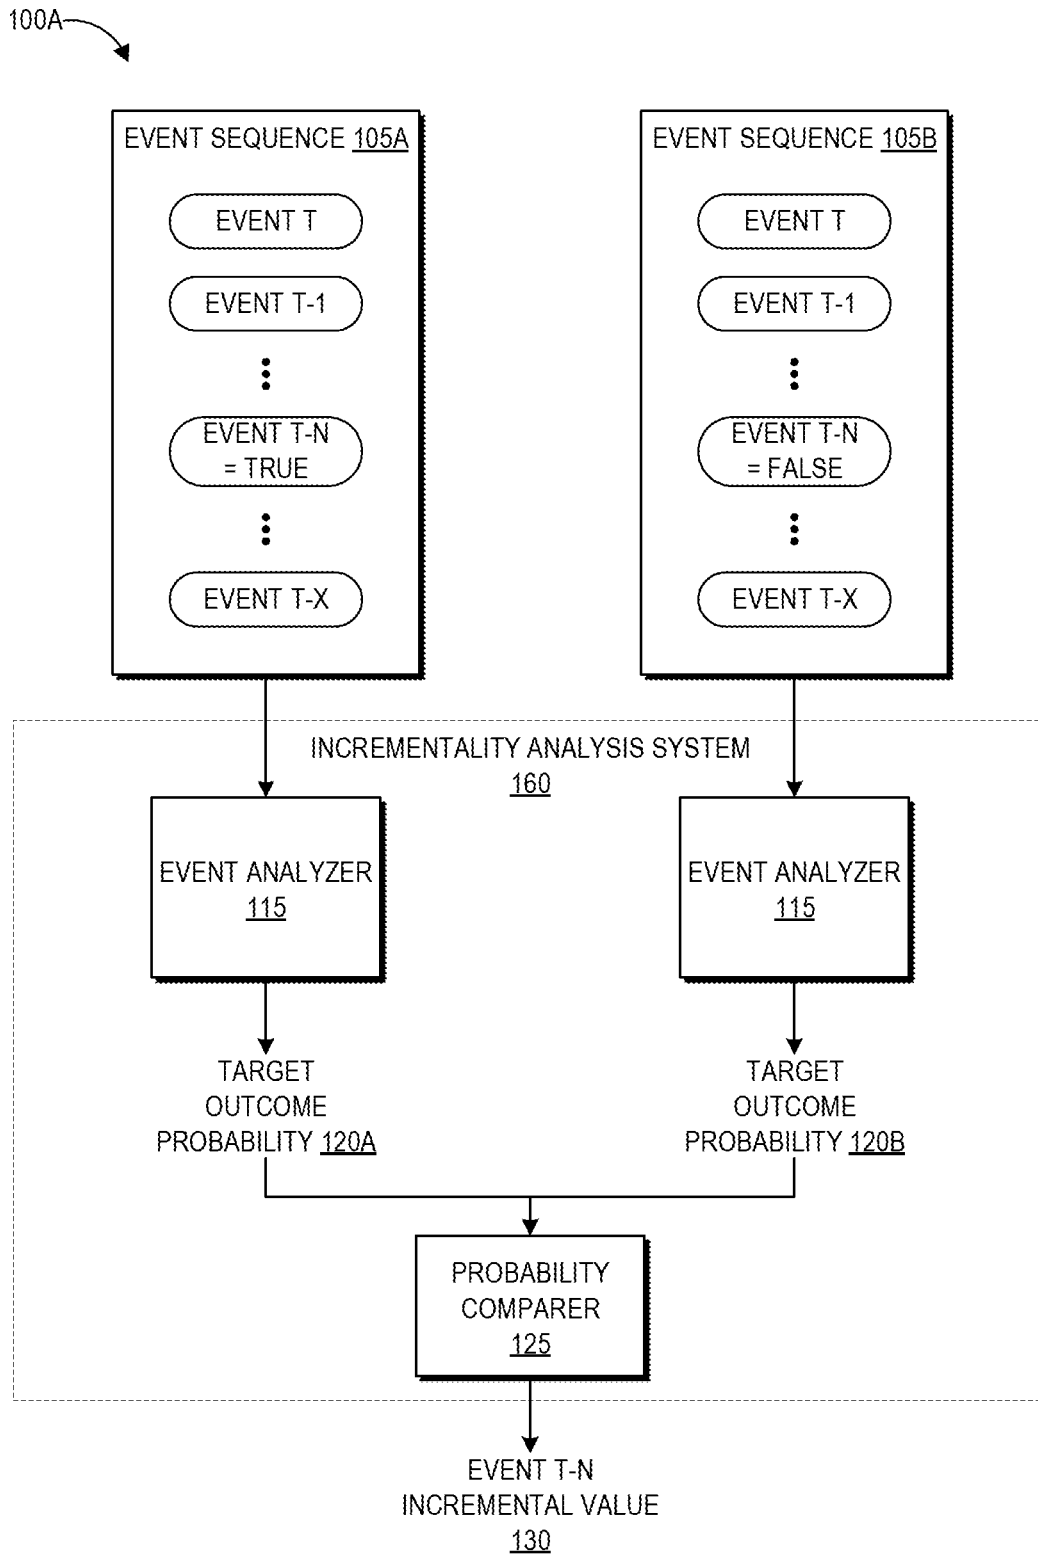 100A
EVENT SEQUENCE 105A
EVENT T
EVENT T-1
EVENT T-N
= TRUE
EVENT T-X
EVENT SEQUENCE 105B
EVENT T
EVENT T-1
EVENT T-N
= FALSE
EVENT T-X
INCREMENTALITY ANALYSIS SYSTEM
160
EVENT ANALYZER
115
EVENT ANALYZER
115
TARGET
OUTCOME
PROBABILITY 120A
TARGET
OUTCOME
PROBABILITY 120B
PROBABILITY
COMPARER
125
EVENT T-N
INCREMENTAL VALUE
130